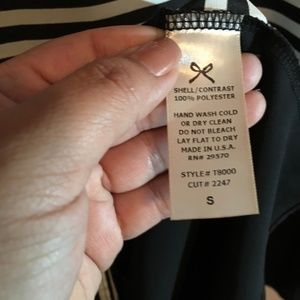 SHELL/CONTRAST
100% POLYESTER
HAND WASH COLD
OR DRY CLEAN
DO NOT BLEACH
LAY FLAT TO DRY
MADE IN U.S.A.
RN# 29570
STYLE# T8000
CUT# 2247
S